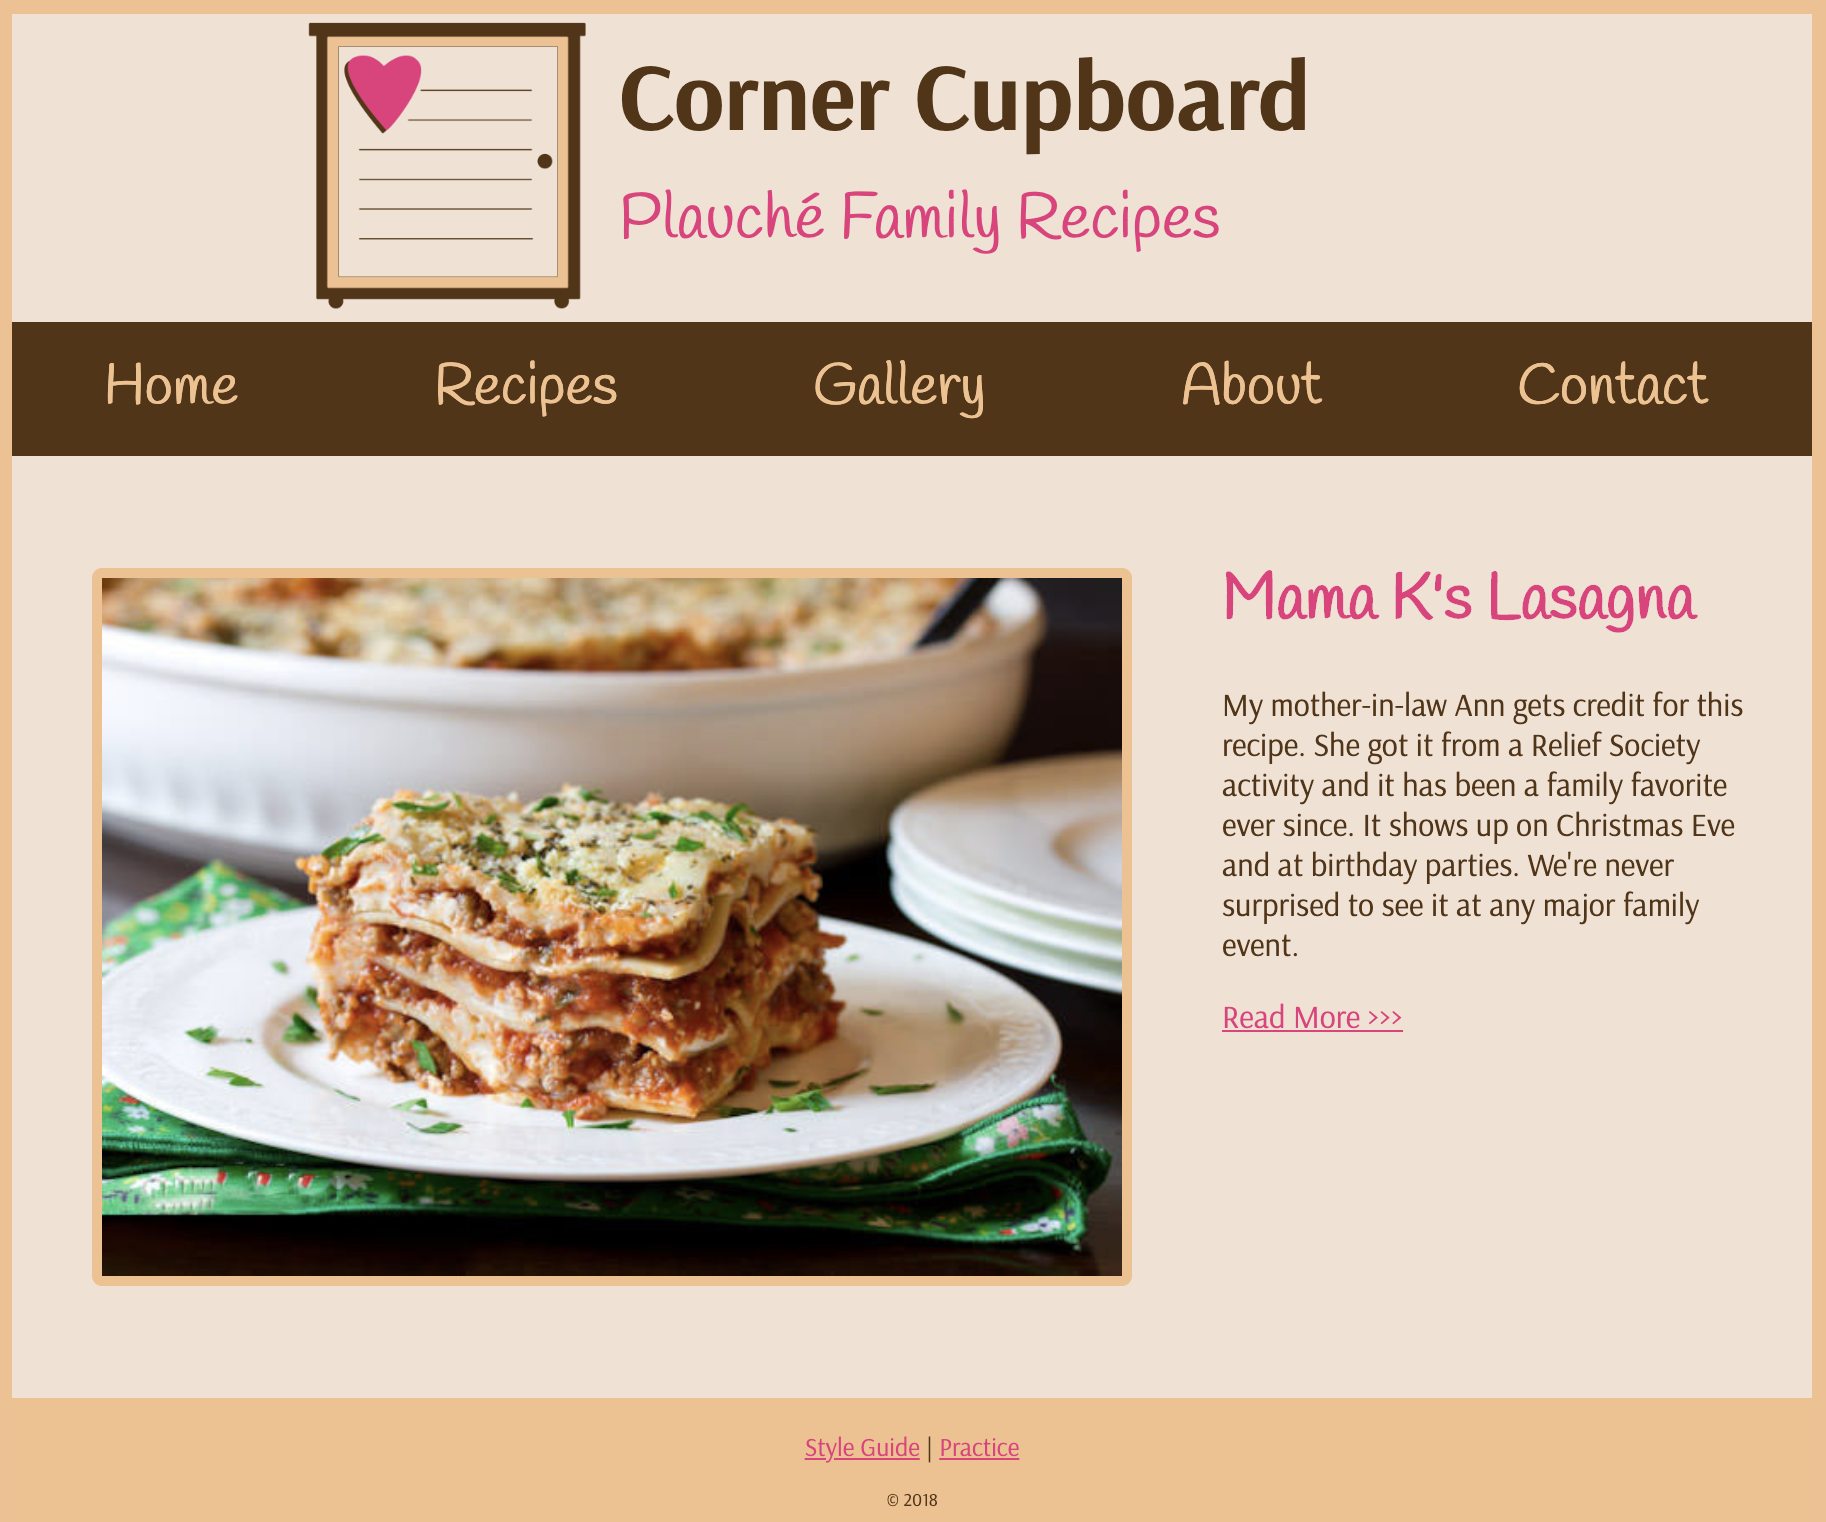 Corner Cupboard
Plauché Family Recipes
Home Recipes Gallery About Contact
Mama K's Lasagna
My mother-in-law Ann gets credit for this
recipe. She got it from a Relief Society
activity and it has been a family favorite
ever since. It shows up on Christmas Eve
and at birthday parties. We're never
surprised to see it at any major family
event.
Read More >>>
Style Guide | Practice
© 2018